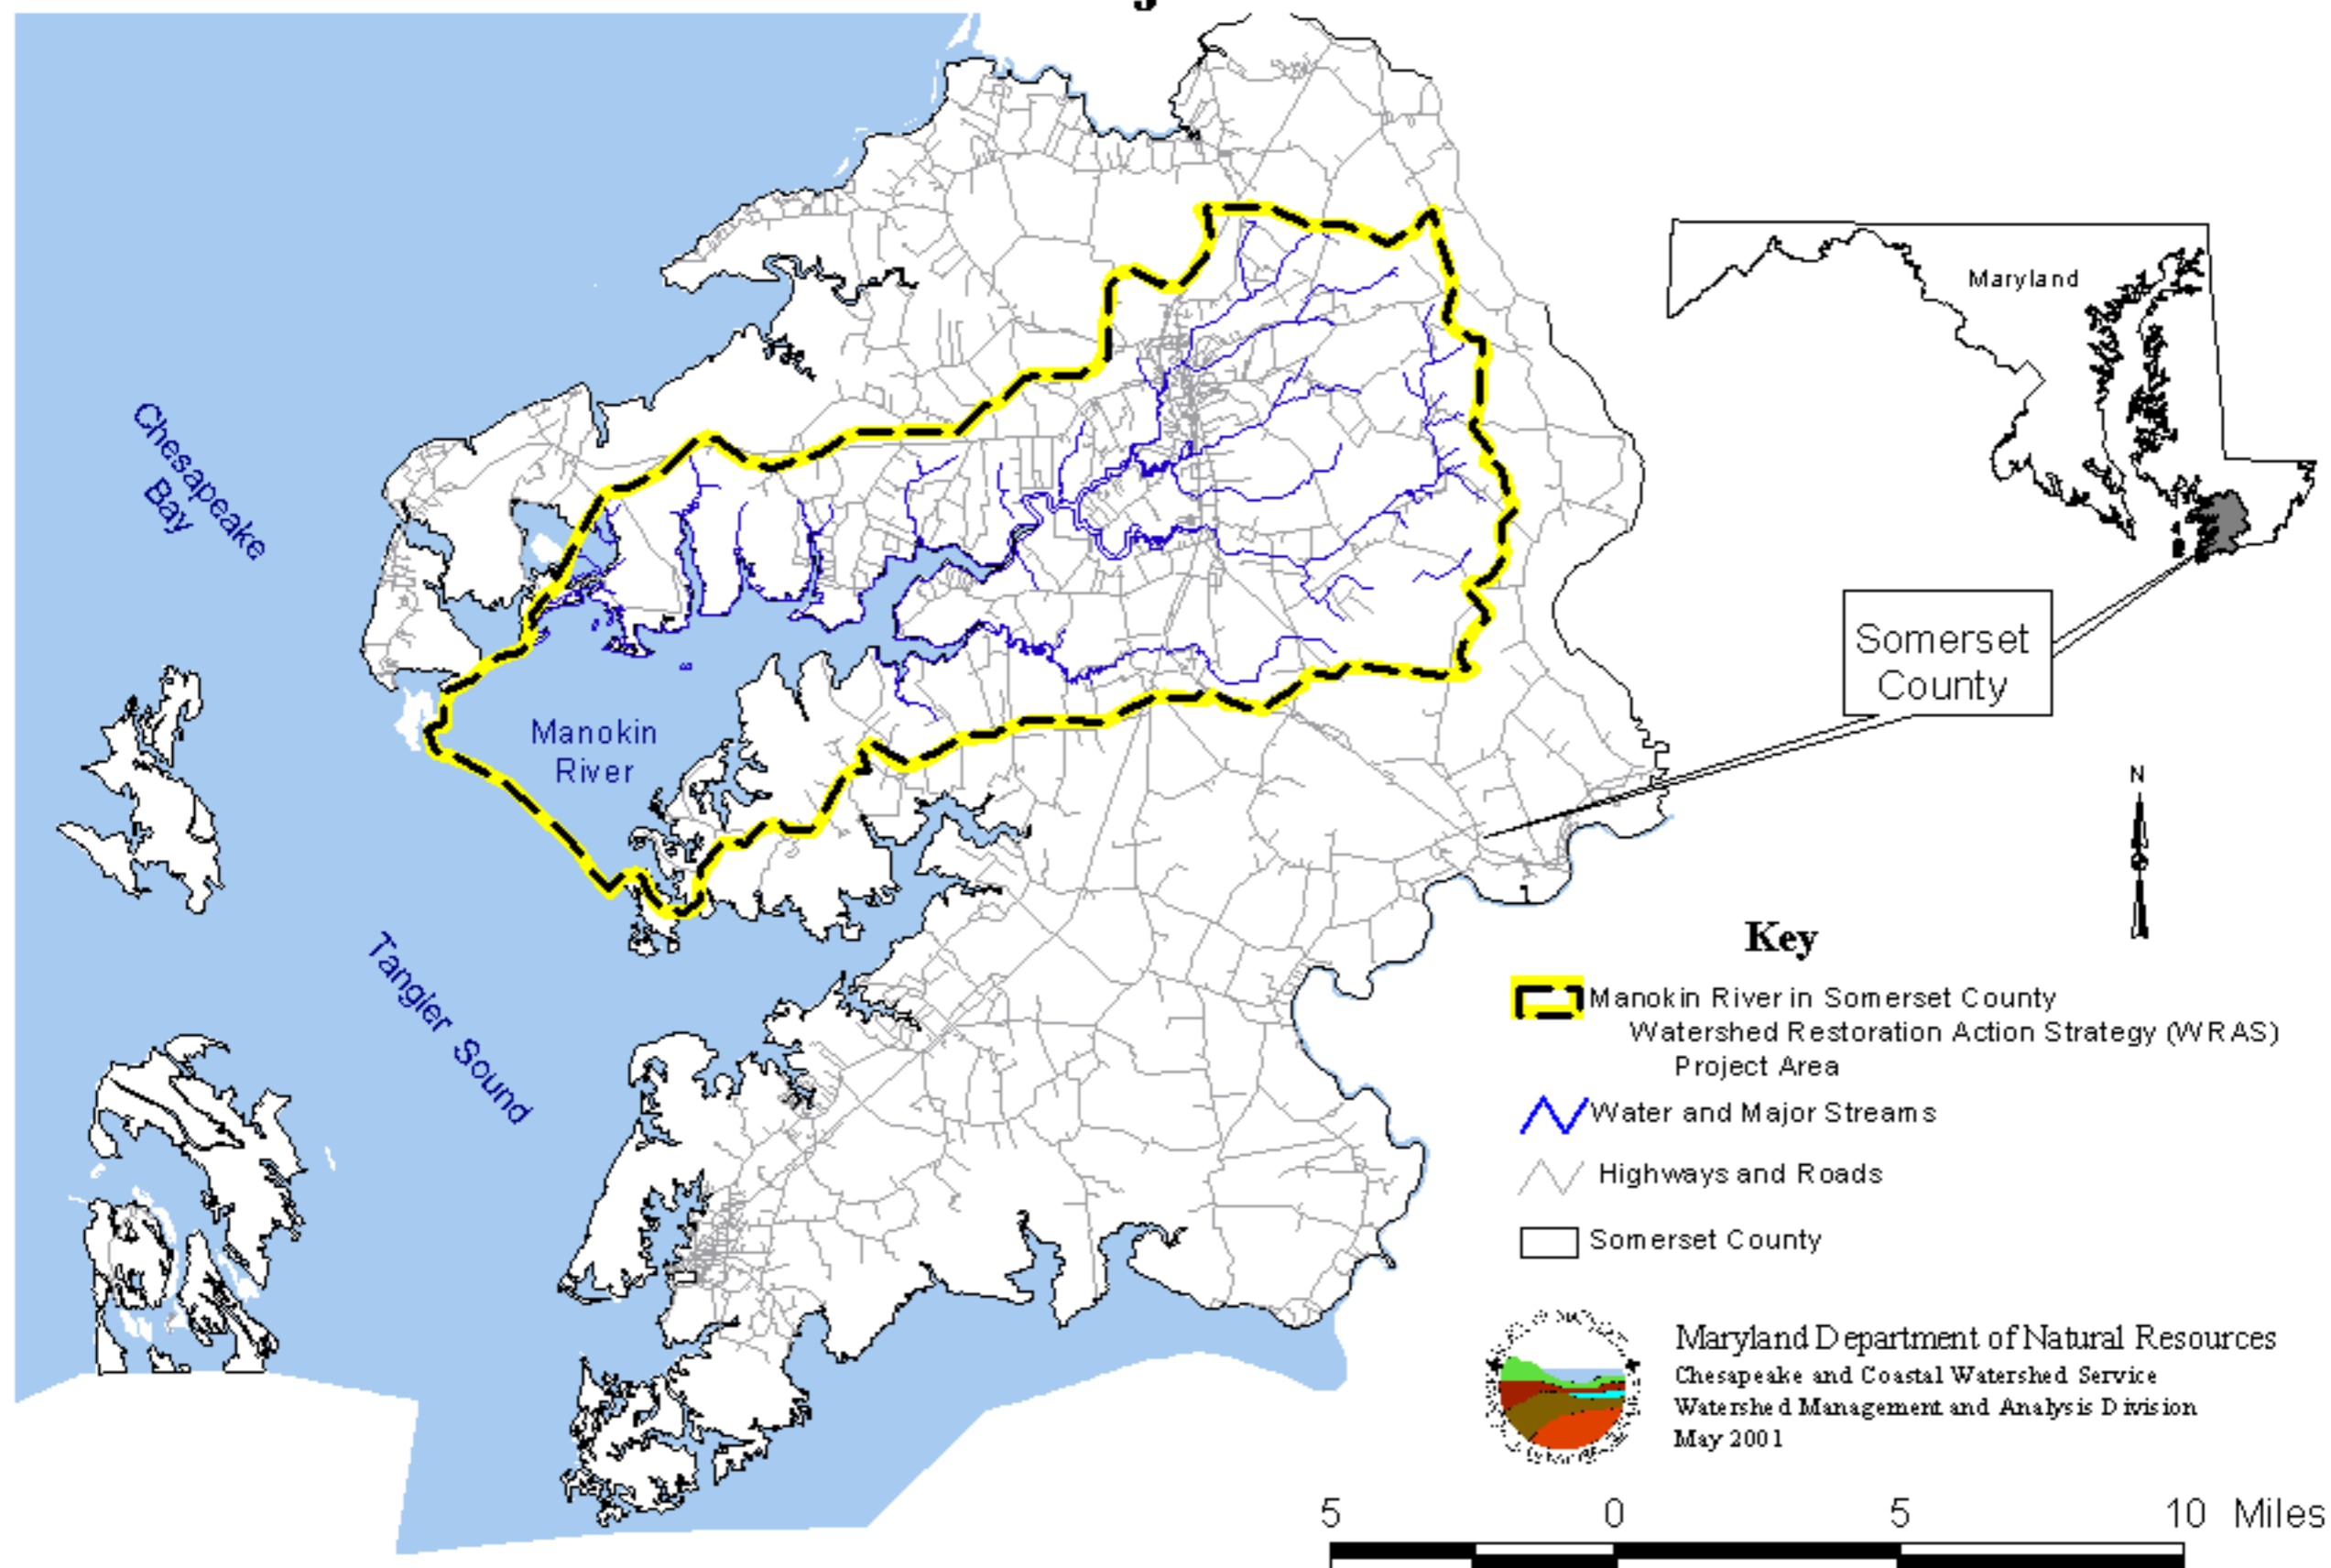 Maryland
Chesapeake
Bay
Somerset
County
Manokin
River
N
Tangier Sound
Key
Manokin River in Somerset County
Watershed Restoration Action Strategy (WRAS)
Project Area
Water and Major Streams
Highways and Roads
Somerset County
Maryland Department of Natural Resources
Chesapeake and Coastal Watershed Service
Watershed Management and Analysis Division
May 2001
5 0 5 10 Miles